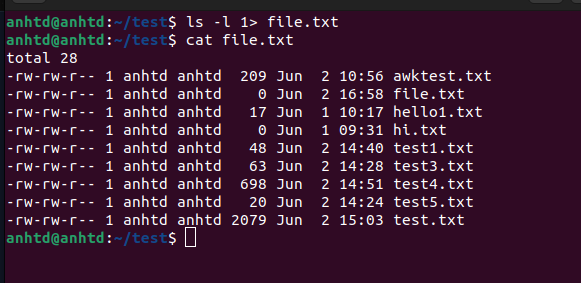 anhtd@anhtd:~/test$ ls -l 1> file.txt
anhtd@anhtd:~/test$ cat file.txt
total 28
-rw-rw-r-- 1 anhtd anhtd  209 Jun  2 10:56 awktest.txt
-rw-rw-r-- 1 anhtd anhtd    0 Jun  2 16:58 file.txt
-rw-rw-r-- 1 anhtd anhtd   17 Jun  1 10:17 hello1.txt
-rw-rw-r-- 1 anhtd anhtd    0 Jun  1 09:31 hi.txt
-rw-rw-r-- 1 anhtd anhtd   48 Jun  2 14:40 test1.txt
-rw-rw-r-- 1 anhtd anhtd   63 Jun  2 14:28 test3.txt
-rw-rw-r-- 1 anhtd anhtd  698 Jun  2 14:51 test4.txt
-rw-rw-r-- 1 anhtd anhtd   20 Jun  2 14:24 test5.txt
-rw-rw-r-- 1 anhtd anhtd 2079 Jun  2 15:03 test.txt
anhtd@anhtd:~/test$